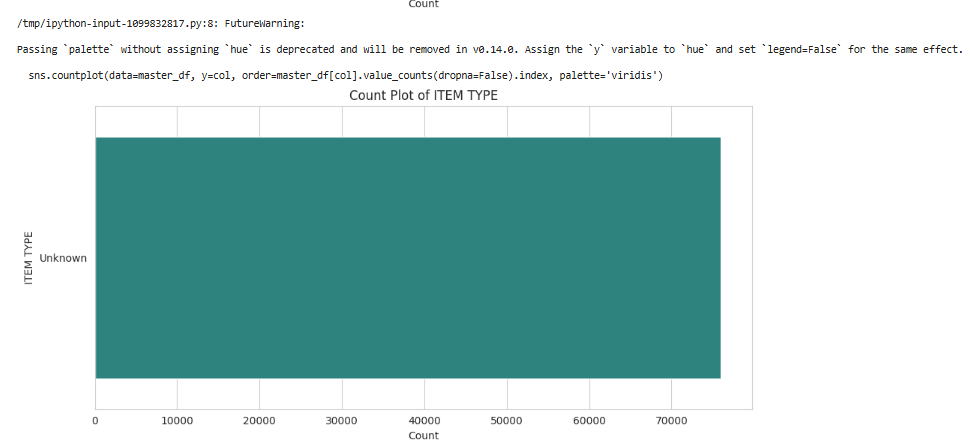 Count
/tmp/ipython-input-1099832817.py:8: FutureWarning:
Passing `palette` without assigning `hue` is deprecated and will be removed in v0.14.0. Assign the `y` variable to `hue` and set `legend=False` for the same effect.
sns.countplot(data=master_df, y=col, order=master_df[col].value_counts(dropna=False).index, palette='viridis')
Count Plot of ITEM TYPE
ITEM TYPE
Unknown
0 10000 20000 30000 40000 50000 60000 70000
Count